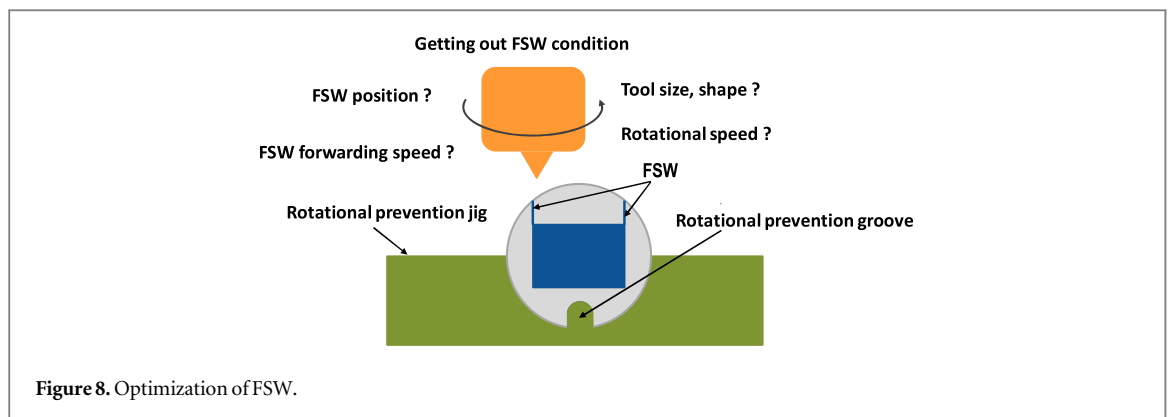 Getting out FSW condition
FSW position ?
Tool size, shape ?
Rotational speed ?
FSW forwarding speed ?
FSW
Rotational prevention jig
Rotational prevention groove
Figure 8. Optimization of FSW.